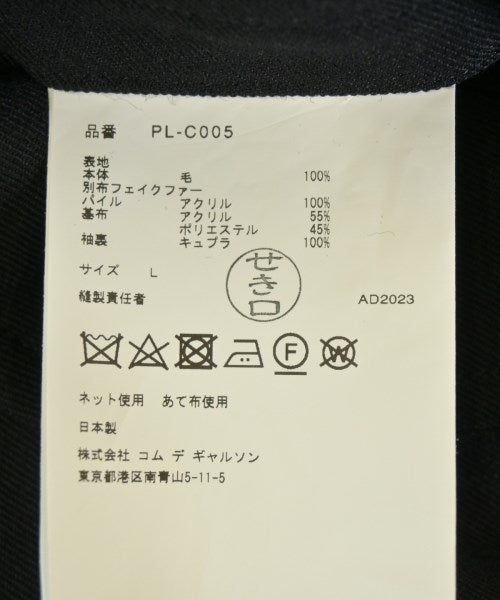 品番 PL-C005
表地
本体 毛 100%
別布フェイクファー
パイル アクリル 100%
基布 アクリル 55%
ポリエステル 45%
袖裏 キュプラ 100%
サイズ L
縫製責任者
せき口
AD2023
F
W
ネット使用 あて布使用
日本製
株式会社 コム デ ギャルソン
東京都港区南青山5-11-5